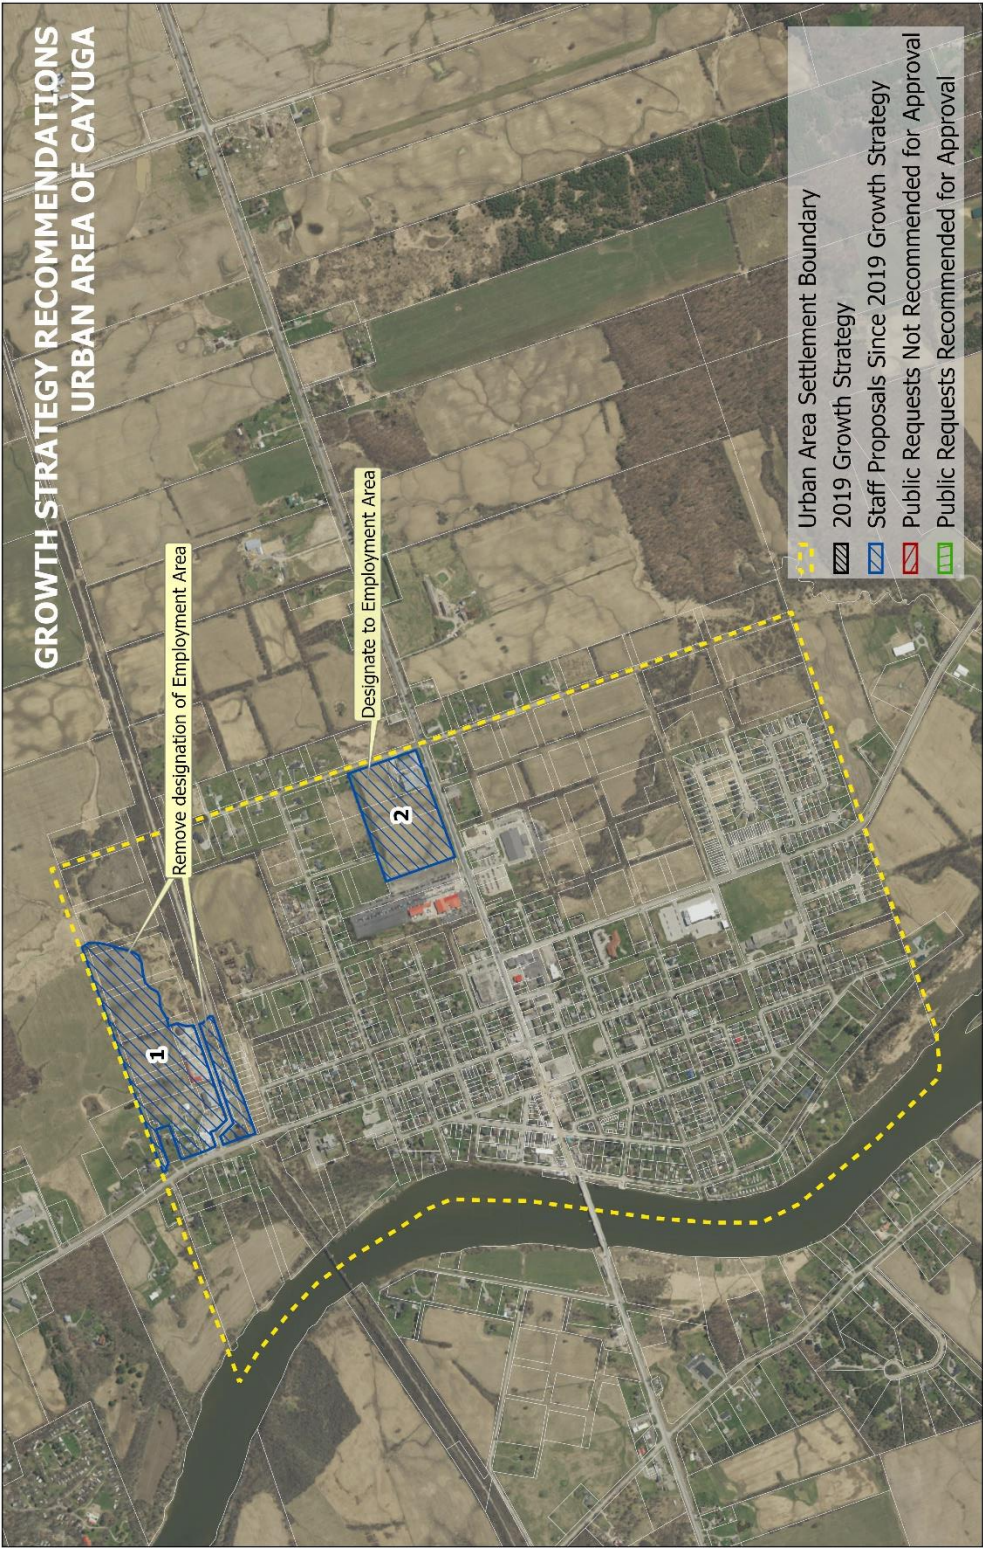 GROWTH STRATEGY RECOMMENDATIONS
URBAN AREA OF CAYUGA
Remove designation of Employment Area
Designate to Employment Area
1
2
Urban Area Settlement Boundary
2019 Growth Strategy
Staff Proposals Since 2019 Growth Strategy
Public Requests Not Recommended for Approval
Public Requests Recommended for Approval